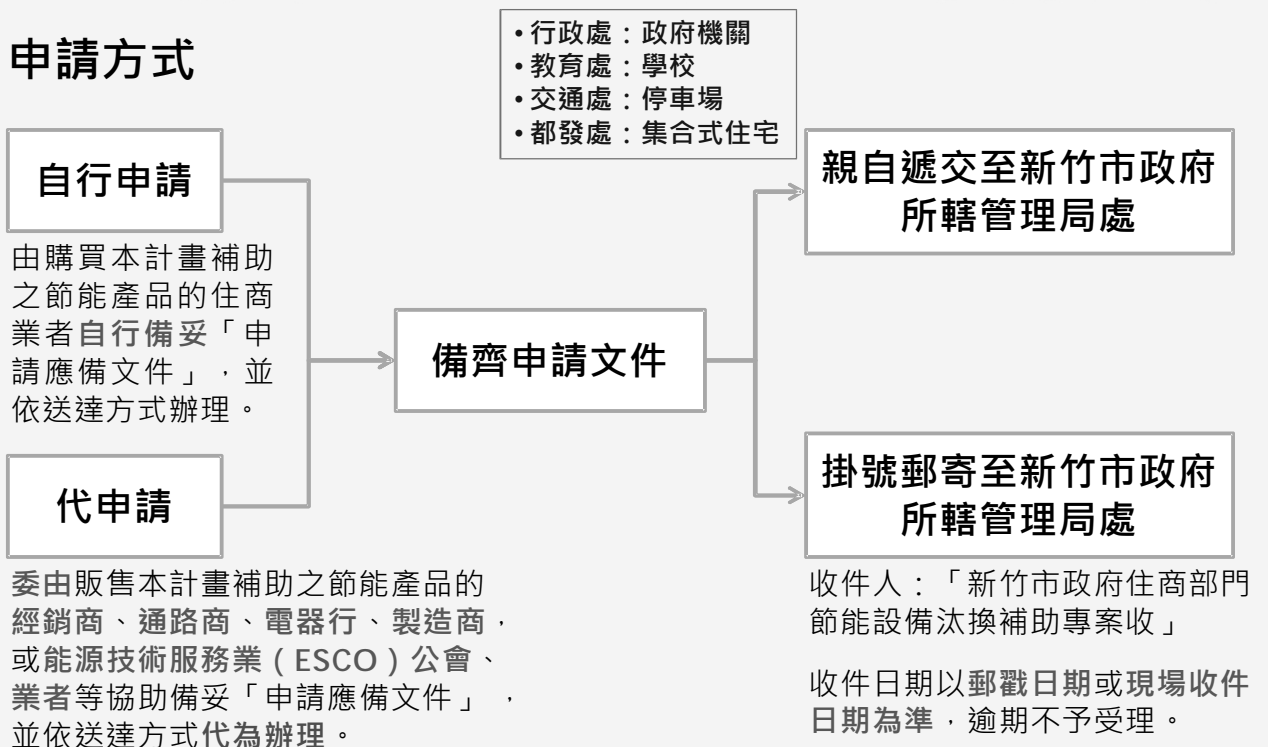 申請方式
•行政處：政府機關
•教育處：學校
•交通處：停車場
•都發處：集合式住宅
自行申請
由購買本計畫補助
之節能產品的住商
業者自行備妥「申
請應備文件」，並
依送達方式辦理。
代申請
委由販售本計畫補助之節能產品的
經銷商、通路商、電器行、製造商，
或能源技術服務業（ESCO）公會、
業者等協助備妥「申請應備文件」，
並依送達方式代為辦理。
備齊申請文件
親自遞交至新竹市政府
所轄管理局處
掛號郵寄至新竹市政府
所轄管理局處
收件人：「新竹市政府住商部門
節能設備汰換補助專案收」
收件日期以郵戳日期或現場收件
日期為準，逾期不予受理。